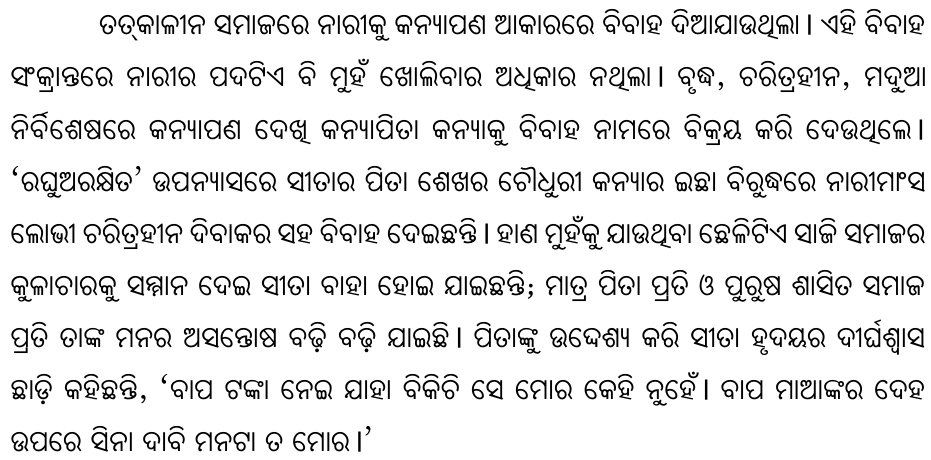 ତତ୍‌କାଳୀନ ସମାଜରେ ନାରୀକୁ କନ୍ୟାପଣ ଆକାରରେ ବିବାହ ଦିଆଯାଉଥିଲା । ଏହି ବିବାହ
ସଂକ୍ରାନ୍ତରେ ନାରୀର ପଦଟିଏ ବି ମୁହଁ ଖୋଲିବାର ଅଧିକାର ନଥିଲା । ବୃଦ୍ଧ, ଚରିତ୍ରହୀନ, ମଦୁଆ
ନିର୍ବିଶେଷରେ କନ୍ୟାପଣ ଦେଖି କନ୍ୟାପିତା କନ୍ୟାକୁ ବିବାହ ନାମରେ ବିକ୍ରୟ କରି ଦେଉଥିଲେ ।
‘ରଘୁଅରକ୍ଷିତ’ ଉପନ୍ୟାସରେ ସୀତାର ପିତା ଶେଖର ଚୌଧୁରୀ କନ୍ୟାର ଇଛା ବିରୁଦ୍ଧରେ ନାରୀମାଂସ
ଲୋଭୀ ଚରିତ୍ରହୀନ ଦିବାକର ସହ ବିବାହ ଦେଇଛନ୍ତି । ହାଣ ମୁହଁକୁ ଯାଉଥିବା ଛେଳିଟିଏ ସାଜି ସମାଜର
କୁଳାଚାରକୁ ସମ୍ମାନ ଦେଇ ସୀତା ବାହା ହୋଇ ଯାଇଛନ୍ତି; ମାତ୍ର ପିତା ପ୍ରତି ଓ ପୁରୁଷ ଶାସିତ ସମାଜ
ପ୍ରତି ତାଙ୍କ ମନର ଅସନ୍ତୋଷ ବଢ଼ି ବଢ଼ି ଯାଇଛି । ପିତାଙ୍କୁ ଉଦ୍ଦେଶ୍ୟ କରି ସୀତା ହୃଦୟର ଦୀର୍ଘଶ୍ୱାସ
ଛାଡ଼ି କହିଛନ୍ତି, ‘ବାପ ଟଙ୍କା ନେଇ ଯାହା ବିକିଚି ସେ ମୋର କେହି ନୁହେଁ । ବାପ ମାଆଙ୍କର ଦେହ
ଉପରେ ସିନା ଦାବି ମନଟା ତ ମୋର ।’